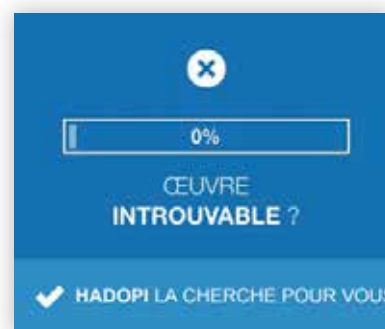 0%
ŒUVRE
INTROUVABLE ?
HADOPI LA CHERCHE POUR VOUS